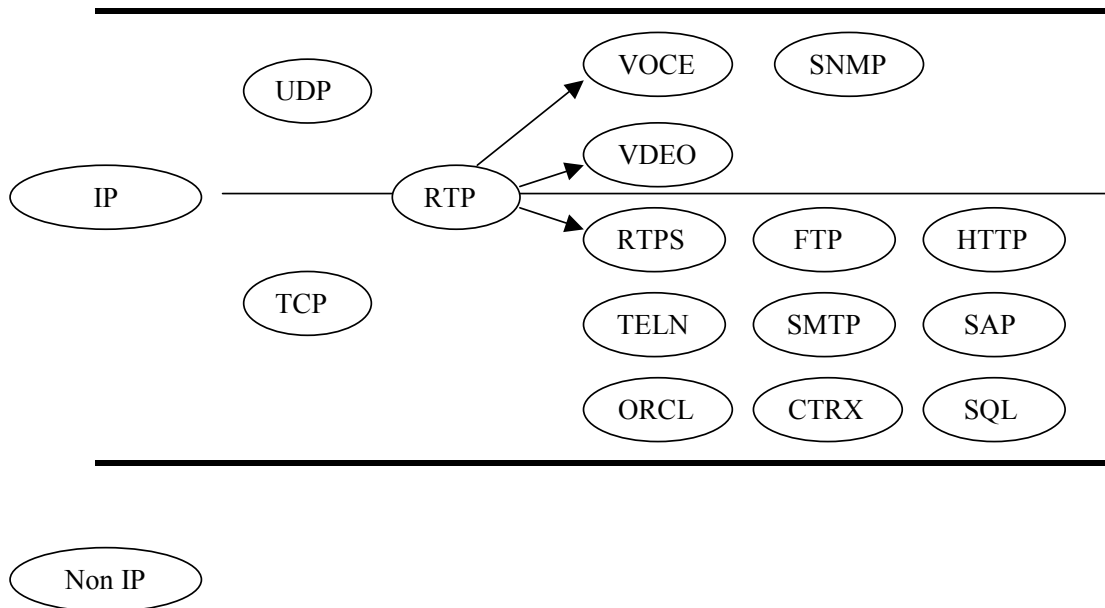 VOCE SNMP
UDP
VDEO
IP RTP
RTPS FTP HTTP
TCP
TELN SMTP SAP
ORCL CTRX SQL
Non IP